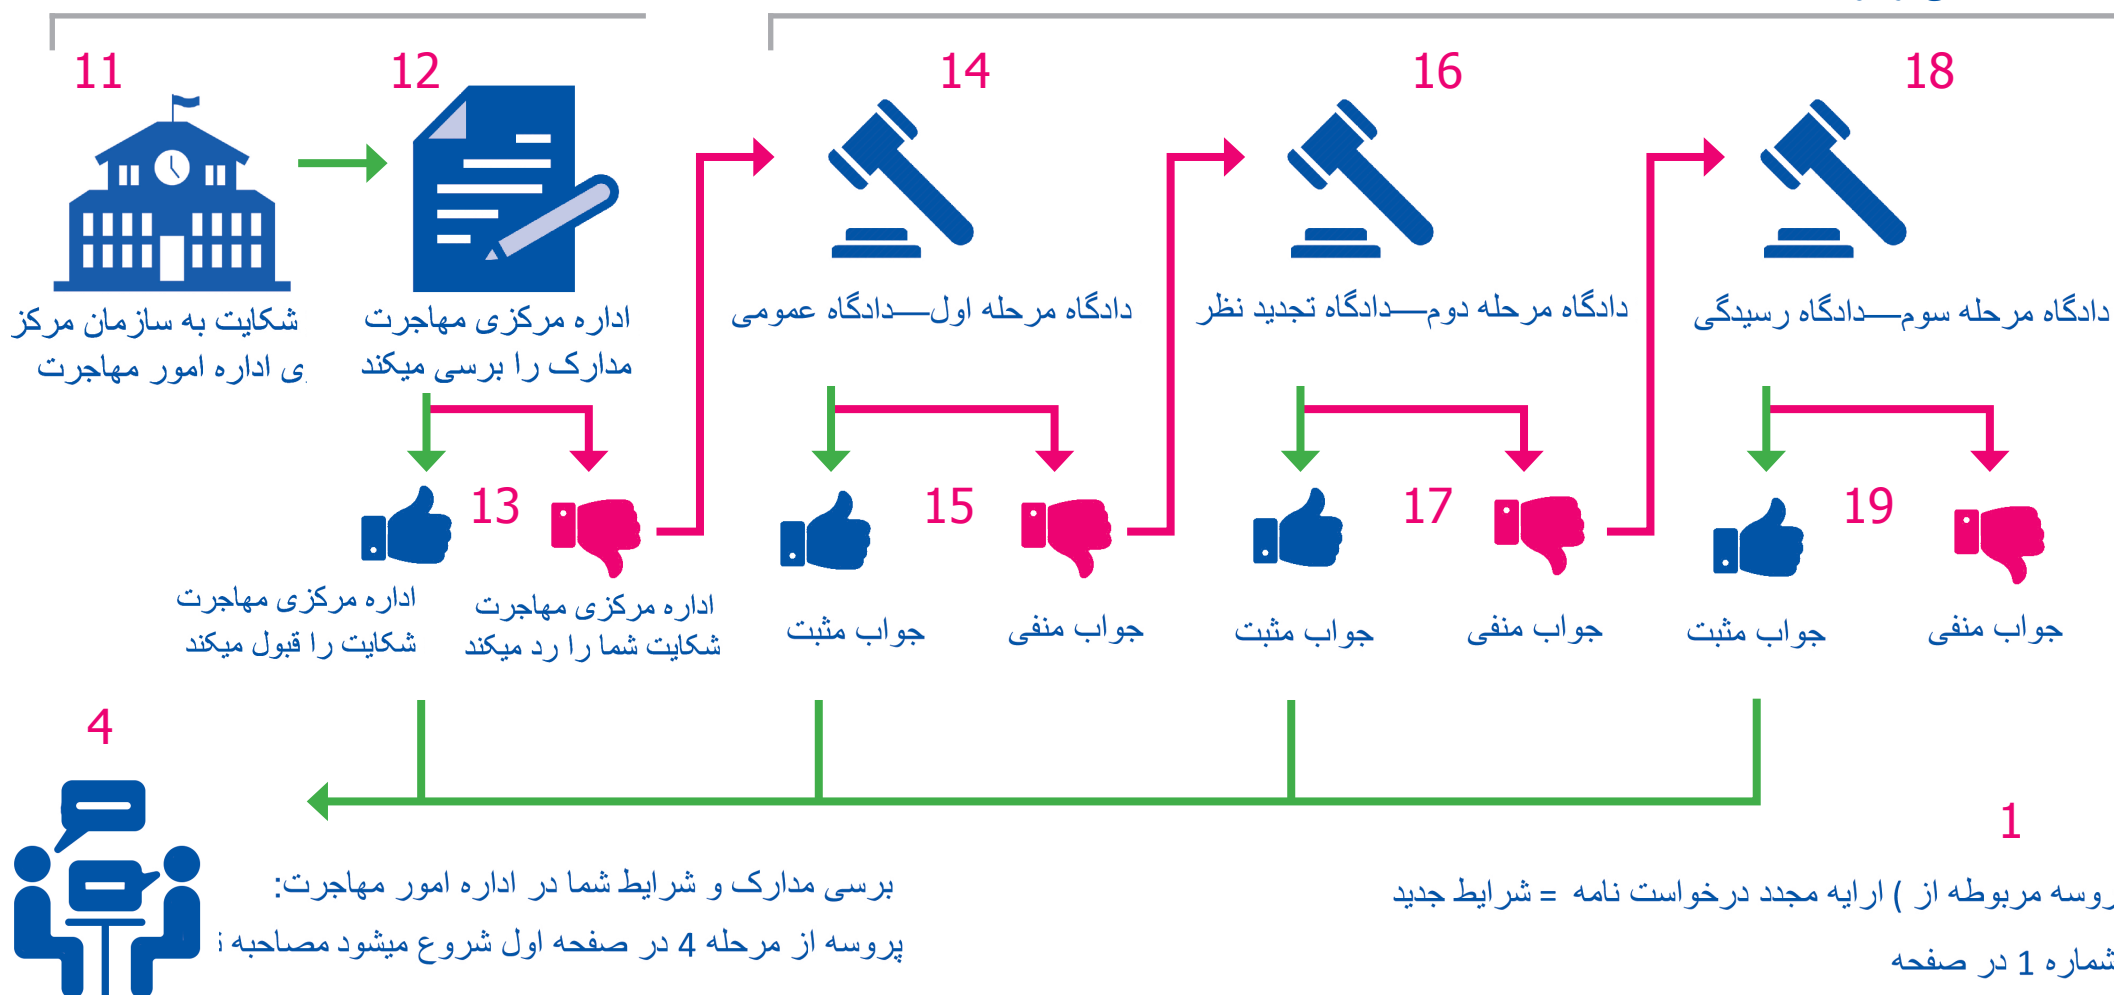 11
12
14
16
18
شکایت به سازمان مرکز
ی اداره امور مهاجرت
اداره مرکزی مهاجرت
مدارک را برسی میکند
دادگاه مرحله اول—دادگاه عمومی
دادگاه مرحله دوم—دادگاه تجدید نظر
دادگاه مرحله سوم—دادگاه رسیدگی
13
15
17
19
اداره مرکزی مهاجرت
شکایت را قبول میکند
اداره مرکزی مهاجرت
شکایت شما را رد میکند
جواب مثبت
جواب منفی
جواب مثبت
جواب منفی
جواب مثبت
جواب منفی
4
برسی مدارک و شرایط شما در اداره امور مهاجرت:
پروسه از مرحله 4 در صفحه اول شروع میشود مصاحبه
1
روسه مربوطه از ) ارایه مجدد درخواست نامه = شرایط جدید
شماره 1 در صفحه